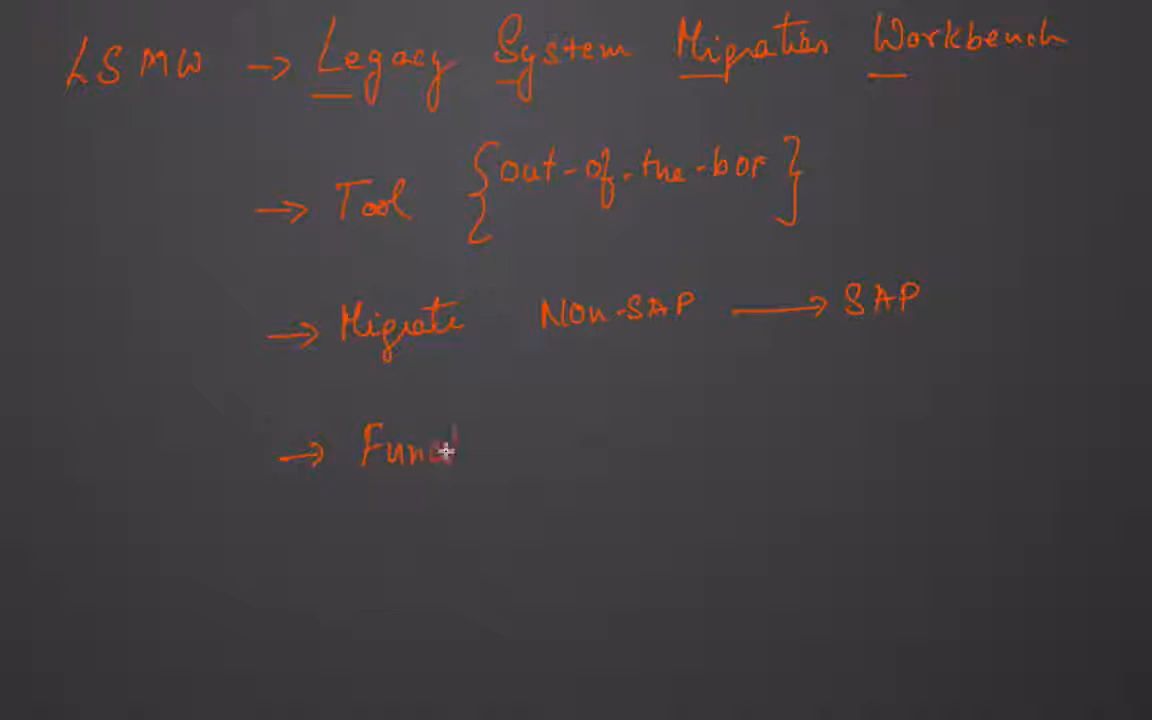 LSMW → Legacy System Migration Workbench
→ Tool {out-of-the-box}
→ Migrate Non-SAP → SAP
→ Func